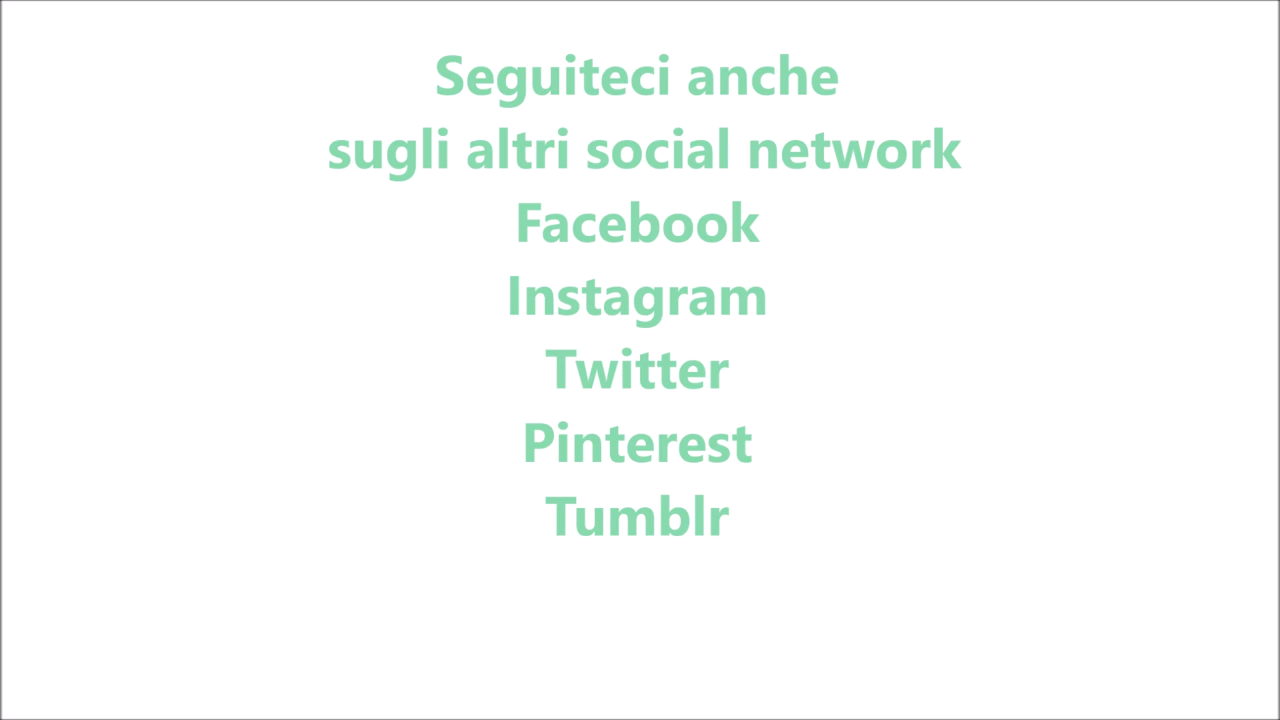 Seguiteci anche
sugli altri social network
Facebook
Instagram
Twitter
Pinterest
Tumblr